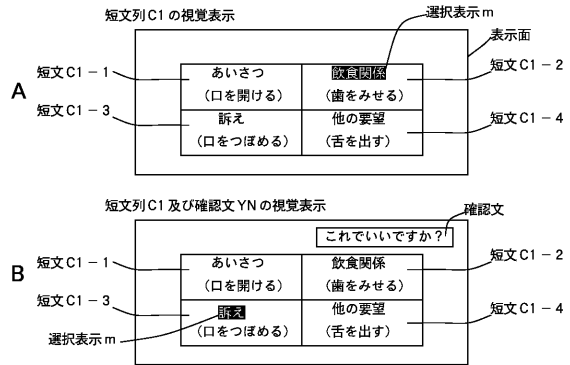 短文列C1の視覚表示
選択表示m
表示面
A
短文C1－1
あいさつ
飲食関係
短文C1－2
(口を開ける)
(歯をみせる)
短文C1－3
訴え
他の要望
短文C1－4
(口をつぼめる)
(舌を出す)
短文列C1及び確認文YNの視覚表示
確認文
これでいいですか?
B
短文C1－1
あいさつ
飲食関係
短文C1－2
(口を開ける)
(歯をみせる)
短文C1－3
訴え
他の要望
短文C1－4
選択表示m
(口をつぼめる)
(舌を出す)